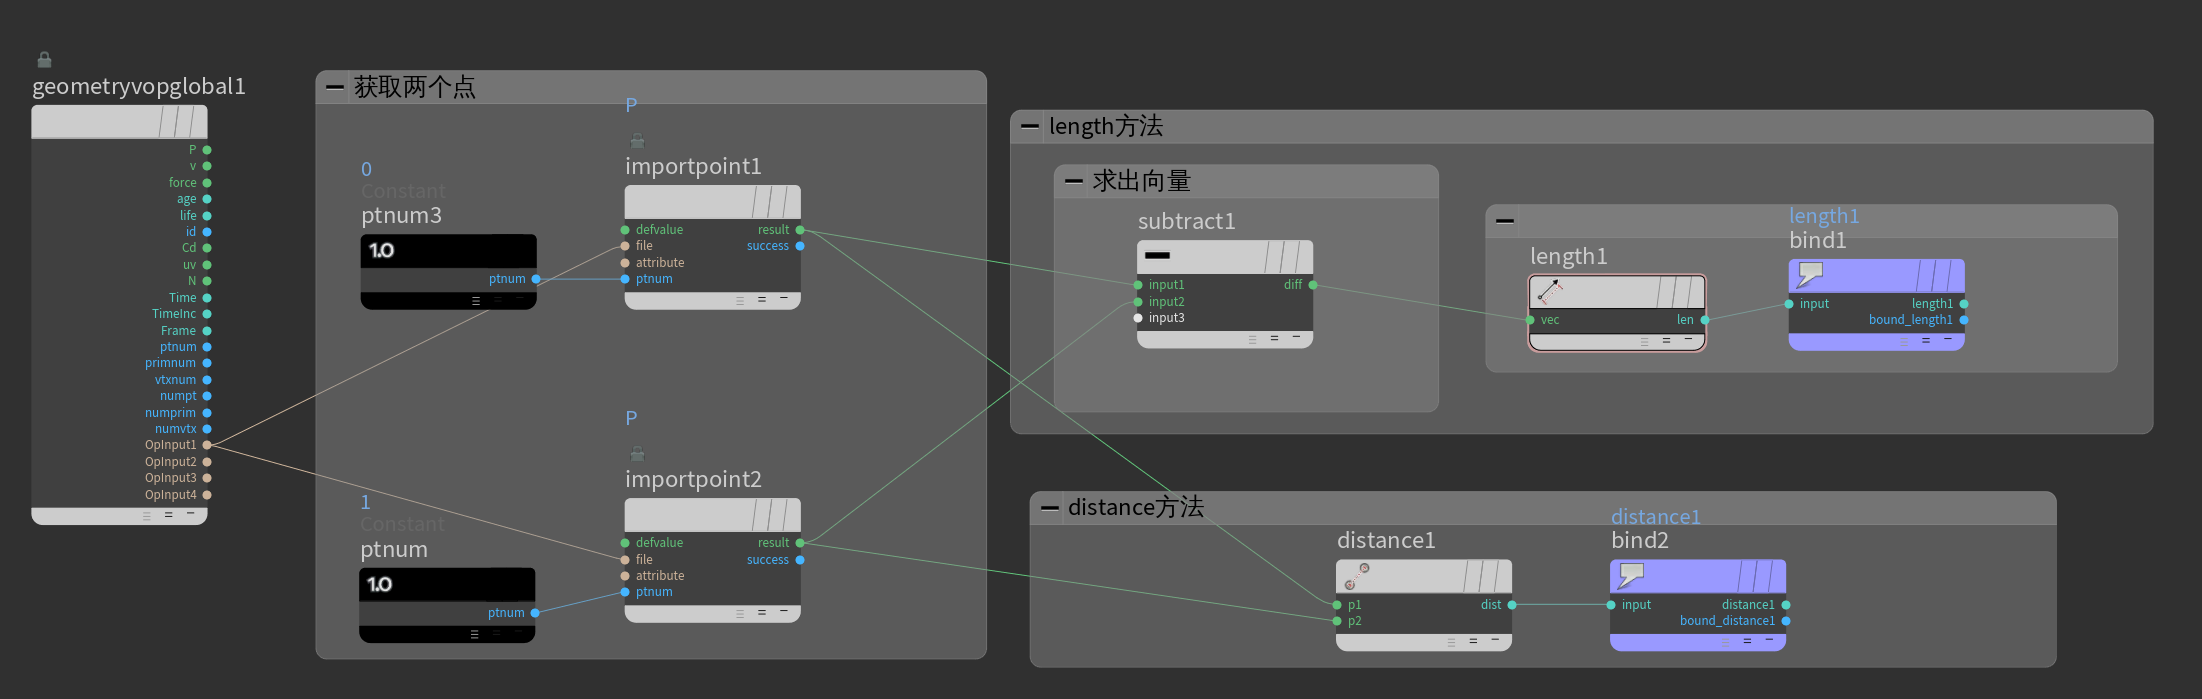 geometryvopglobal1
P
v
force
age
life
id
Cd
uv
N
Time
TimeInc
Frame
ptnum
primnum
vtxnum
numpt
numprim
numvtx
OpInput1
OpInput2
OpInput3
OpInput4
获取两个点
0
Constant
ptnum3
1.0
ptnum
P
importpoint1
defvalue result
file success
attribute
ptnum
1
Constant
ptnum
1.0
ptnum
P
importpoint2
defvalue result
file success
attribute
ptnum
length方法
求出向量
subtract1
input1 diff
input2
input3
length1
vec len
length1
bind1
input length1
bound_length1
distance方法
distance1
p1 dist
p2
distance1
bind2
input distance1
bound_distance1